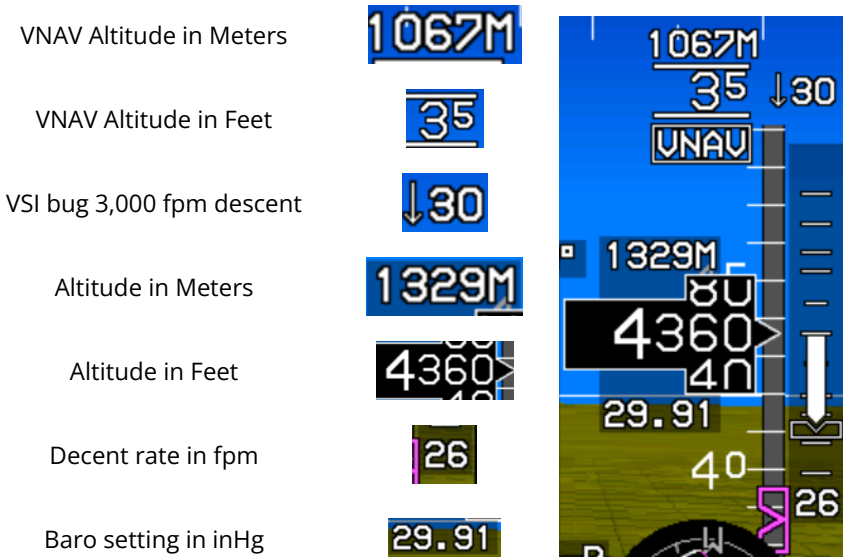 VNAV Altitude in Meters
1067M
VNAV Altitude in Feet
35
VSI bug 3,000 fpm descent
↓30
Altitude in Meters
1329M
Altitude in Feet
4360
Decent rate in fpm
26
Baro setting in inHg
29.91
1067M
35 ↓30
VNAV
1329M
80
4360
40
29.91
40
26
W